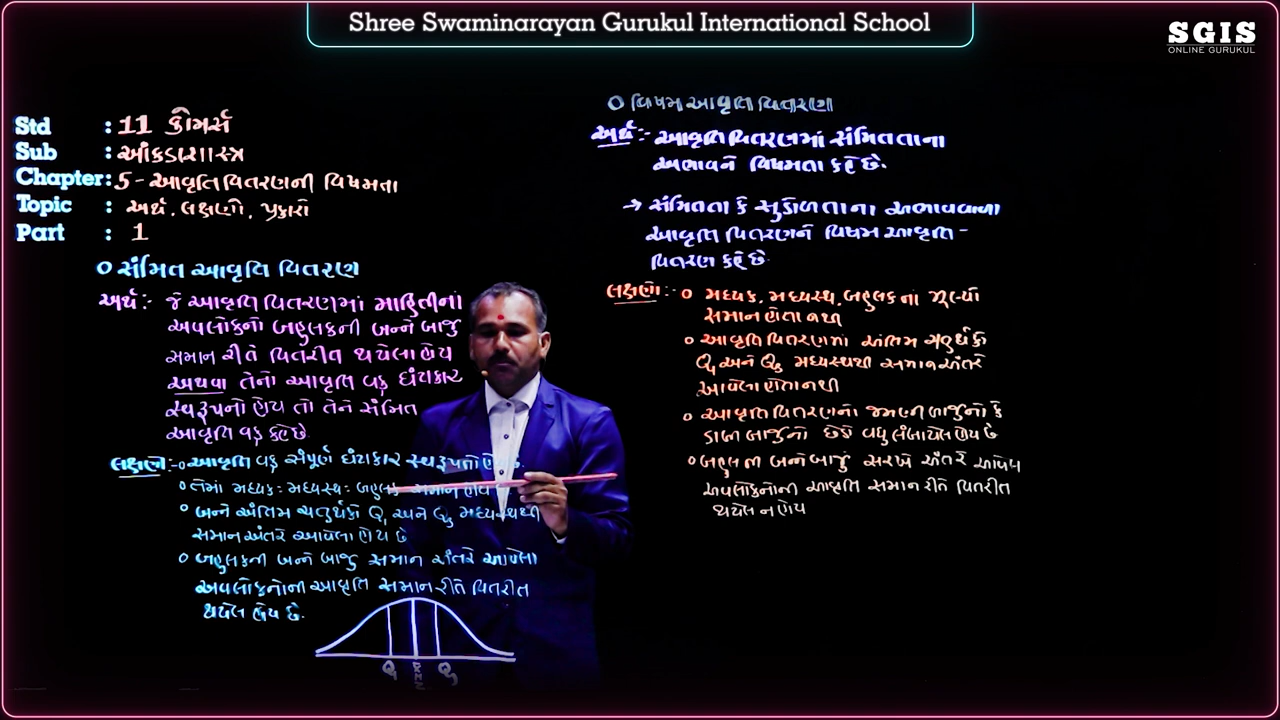 Shree Swaminarayan Gurukul International School
SGIS
ONLINE GURUKUL
Std : 11 કોમર્સ
Sub : આંકડાશાસ્ત્ર
Chapter: 5 - આવૃતિવિતરણની વિષમતા
Topic : અર્થ, લક્ષણો, પ્રકારો
Part : 1
○ સંમિત આવૃતિ વિતરણ
અર્થ :- જે આવૃતિવિતરણમાં માહિતીનાં
અવલોકનો બહુલકની બન્ને બાજુ
સમાન રીતે વિતરીત થયેલા હોય
અથવા તેનો આવૃતિ વક્ર ઘંટાકાર
સ્વરૂપનો હોય તો તેને સંમિત
આવૃતિ વક્ર કહે છે.
લક્ષણો :- ○ આવૃતિ વક્ર સંપૂર્ણ ઘંટાકાર સ્વરૂપનો હોય છે.
○ તેમાં મધ્યક = મધ્યસ્થ = બહુલક સમાન હોય
○ બન્ને અંતિમ ચતુર્થકો Q₁ અને Q₃ મધ્યસ્થથી
સમાન અંતરે આવેલા હોય છે
○ બહુલકની બન્ને બાજુ સમાન અંતરે આવેલા
અવલોકનોની આવૃતિ સમાન રીતે વિતરીત
થયેલ હોય છે.
Q₁ Q₃
○ વિષમ આવૃતિ વિતરણ
અર્થ :- આવૃતિવિતરણમાં સંમિતતાના
અભાવને વિષમતા કહે છે.
→ સંમિતતા કે સુડોળતાના અભાવવાળા
આવૃતિ વિતરણને વિષમ આવૃતિ -
વિતરણ કહે છે.
લક્ષણો :- ○ મધ્યક, મધ્યસ્થ, બહુલકનાં મૂલ્યો
સમાન હોતા નથી
○ આવૃતિ વિતરણમાં અંતિમ ચતુર્થકો
Q₁ અને Q₃ મધ્યસ્થથી સમાન અંતરે
આવેલા હોતા નથી
○ આવૃતિવિતરણનો જમણી બાજુનો કે
ડાબી બાજુનો છેડો વધુ લંબાયેલ હોય છે
○ બહુલકની બન્ને બાજું સરખે અંતરે આવેલ
અવલોકનોની આવૃતિ સમાન રીતે વિતરીત
થયેલ ન હોય